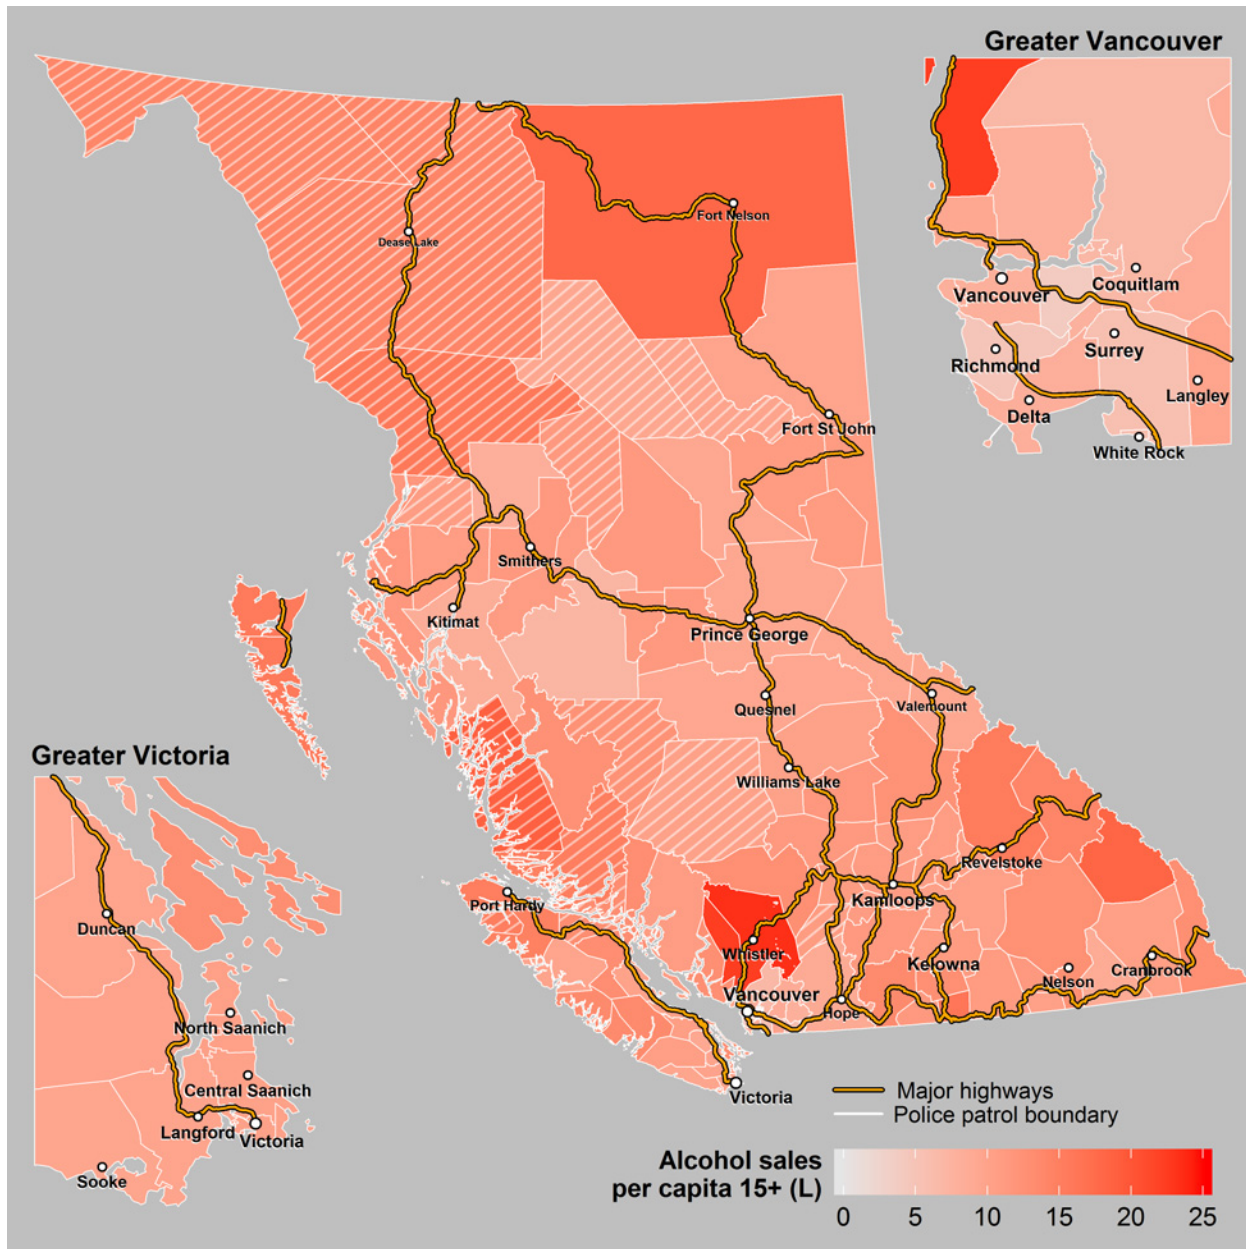 Greater Vancouver
Vancouver
Coquitlam
Richmond
Surrey
Langley
Delta
White Rock
Fort Nelson
Dease Lake
Fort St John
Smithers
Kitimat
Prince George
Quesnel
Valemount
Williams Lake
Revelstoke
Port Hardy
Kamloops
Whistler
Kelowna
Nelson
Cranbrook
Vancouver
Hope
Victoria
Greater Victoria
Duncan
North Saanich
Central Saanich
Langford
Victoria
Sooke
Major highways
Police patrol boundary
Alcohol sales
per capita 15+ (L)
0 5 10 15 20 25